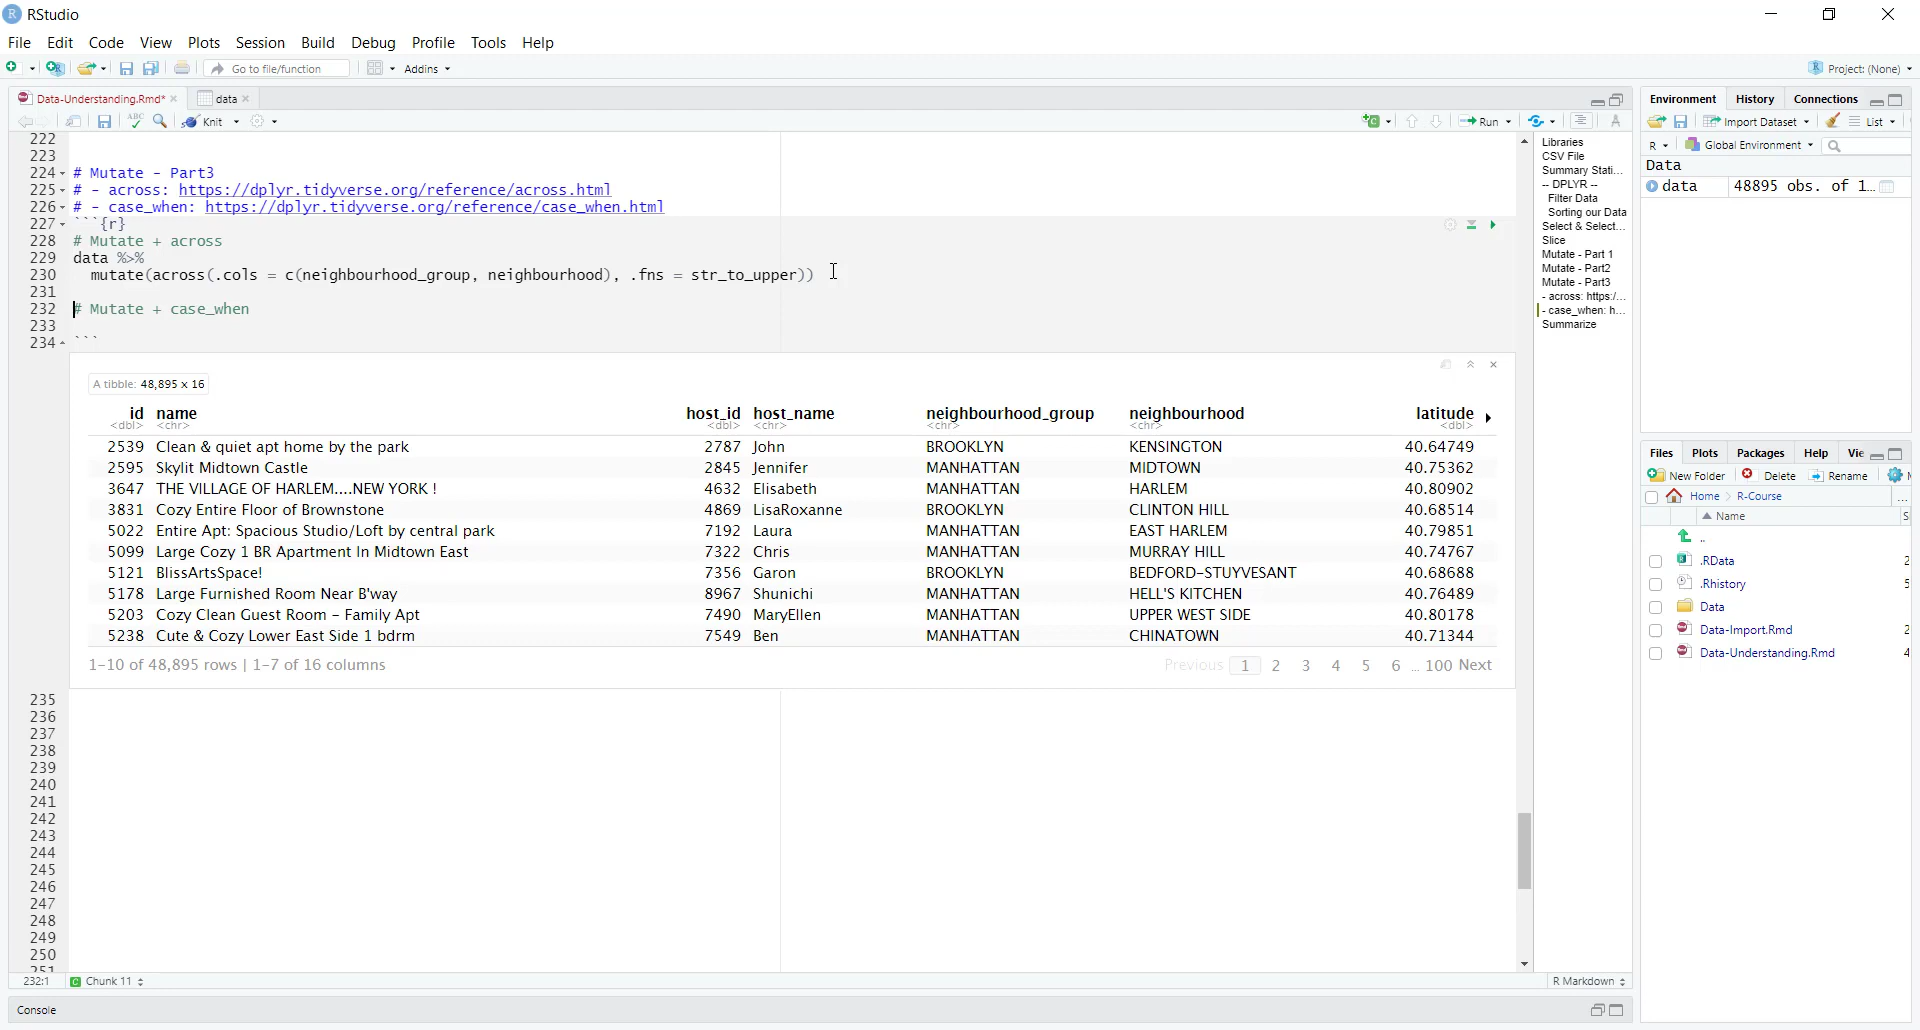 RStudio
File Edit Code View Plots Session Build Debug Profile Tools Help
Go to file/function Addins Project: (None)
Data-Understanding.Rmd* data
ABC Knit Run
222
223
224 # Mutate - Part3
225 # - across: https://dplyr.tidyverse.org/reference/across.html
226 # - case_when: https://dplyr.tidyverse.org/reference/case_when.html
227 ```{r}
228 # Mutate + across
229 data %>%
230 mutate(across(.cols = c(neighbourhood_group, neighbourhood), .fns = str_to_upper))
231
232 # Mutate + case_when
233
234 ```
A tibble: 48,895 x 16
id name host_id host_name neighbourhood_group neighbourhood latitude
<dbl> <chr> <dbl> <chr> <chr> <chr> <dbl>
2539 Clean & quiet apt home by the park 2787 John BROOKLYN KENSINGTON 40.64749
2595 Skylit Midtown Castle 2845 Jennifer MANHATTAN MIDTOWN 40.75362
3647 THE VILLAGE OF HARLEM....NEW YORK ! 4632 Elisabeth MANHATTAN HARLEM 40.80902
3831 Cozy Entire Floor of Brownstone 4869 LisaRoxanne BROOKLYN CLINTON HILL 40.68514
5022 Entire Apt: Spacious Studio/Loft by central park 7192 Laura MANHATTAN EAST HARLEM 40.79851
5099 Large Cozy 1 BR Apartment In Midtown East 7322 Chris MANHATTAN MURRAY HILL 40.74767
5121 BlissArtsSpace! 7356 Garon BROOKLYN BEDFORD-STUYVESANT 40.68688
5178 Large Furnished Room Near B'way 8967 Shunichi MANHATTAN HELL'S KITCHEN 40.76489
5203 Cozy Clean Guest Room - Family Apt 7490 MaryEllen MANHATTAN UPPER WEST SIDE 40.80178
5238 Cute & Cozy Lower East Side 1 bdrm 7549 Ben MANHATTAN CHINATOWN 40.71344
1-10 of 48,895 rows | 1-7 of 16 columns Previous 1 2 3 4 5 6 ... 100 Next
235
236
237
238
239
240
241
242
243
244
245
246
247
248
249
250
251
232:1 Chunk 11 R Markdown
Console
Libraries
CSV File
Summary Stati...
-- DPLYR --
Filter Data
Sorting our Data
Select & Select...
Slice
Mutate - Part 1
Mutate - Part2
Mutate - Part3
- across: https:/...
- case_when: h...
Summarize
Environment History Connections
Import Dataset List
R Global Environment
Data
data 48895 obs. of 1...
Files Plots Packages Help Vie
New Folder Delete Rename
Home R-Course ...
Name S
..
.RData 2
.Rhistory 5
Data
Data-Import.Rmd 2
Data-Understanding.Rmd 4